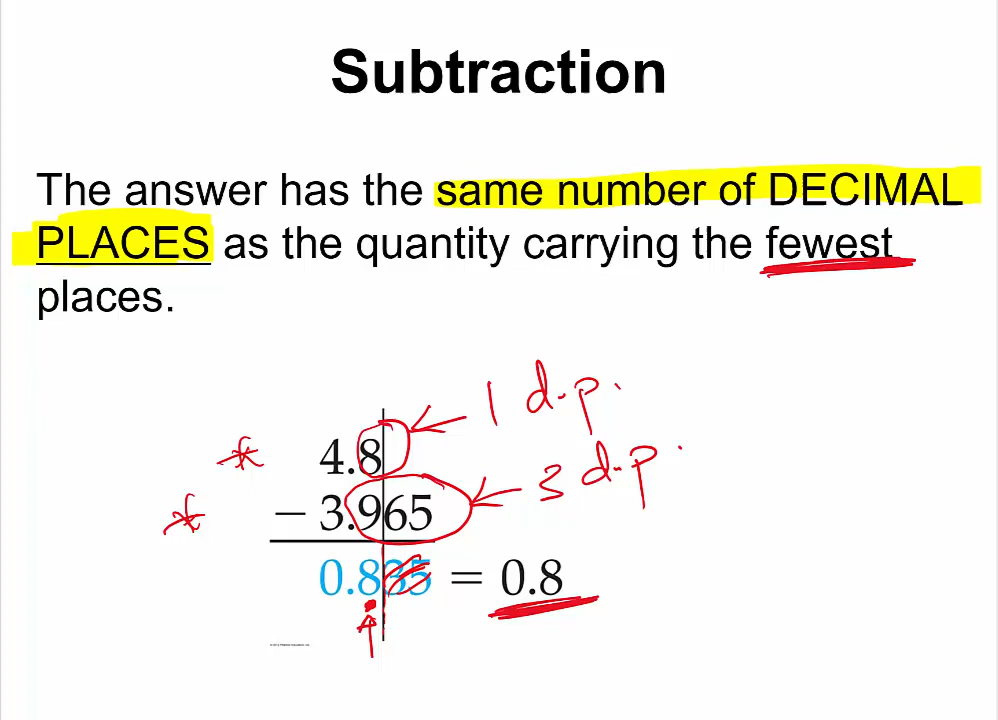 Subtraction
The answer has the same number of DECIMAL
PLACES as the quantity carrying the fewest
places.
1 d.p.
* 4.8
3 d.p.
* − 3.965
0.835 = 0.8